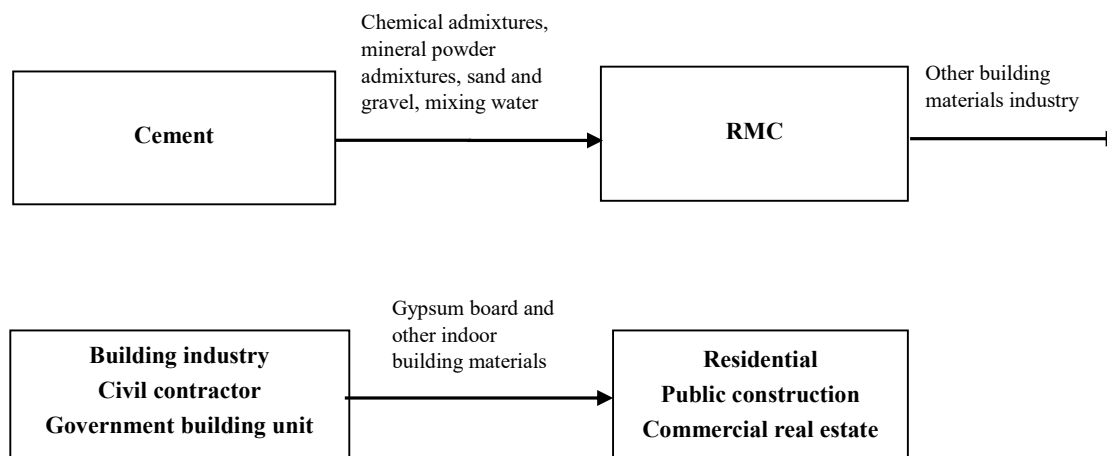 Chemical admixtures,
mineral powder
admixtures, sand and
gravel, mixing water
Cement
RMC
Other building
materials industry
Gypsum board and
other indoor
building materials
Building industry
Civil contractor
Government building unit
Residential
Public construction
Commercial real estate